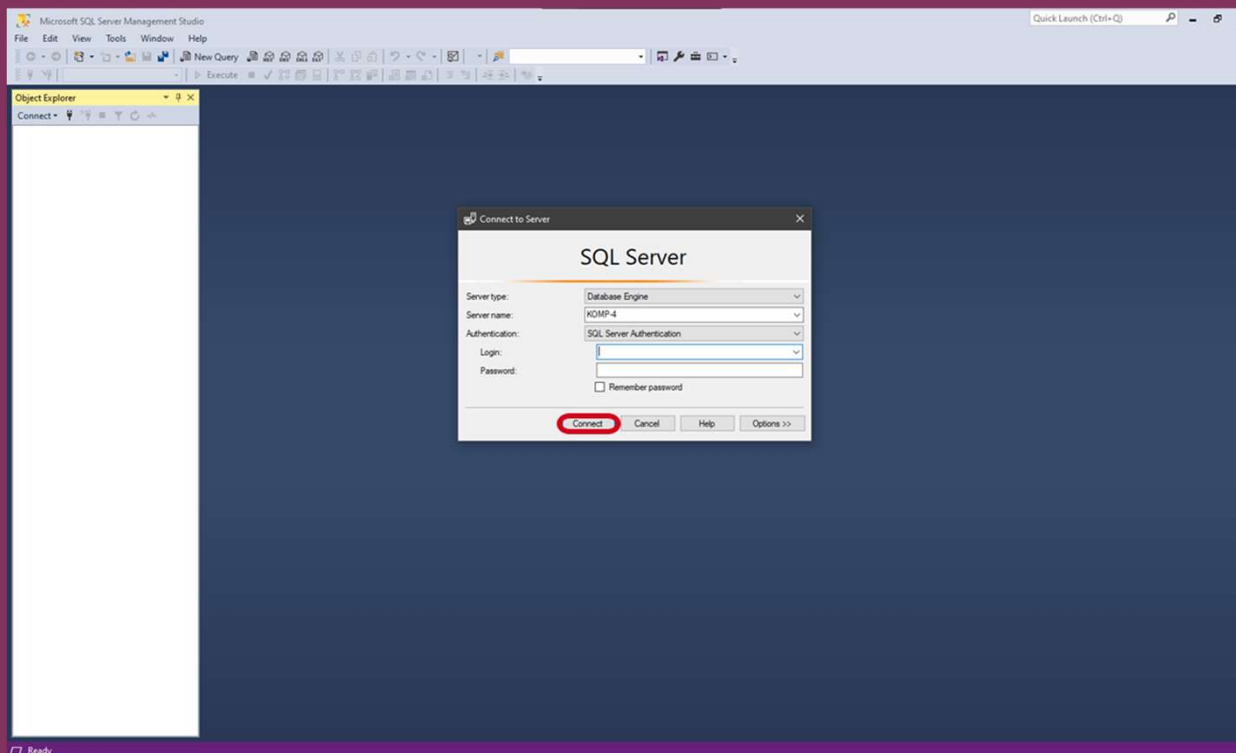 Microsoft SQL Server Management Studio
Quick Launch (Ctrl+Q)
File Edit View Tools Window Help
New Query
Execute
Object Explorer
Connect
Connect to Server
SQL Server
Server type: Database Engine
Server name: KOMP-4
Authentication: SQL Server Authentication
Login:
Password:
Remember password
Connect Cancel Help Options >>
Ready